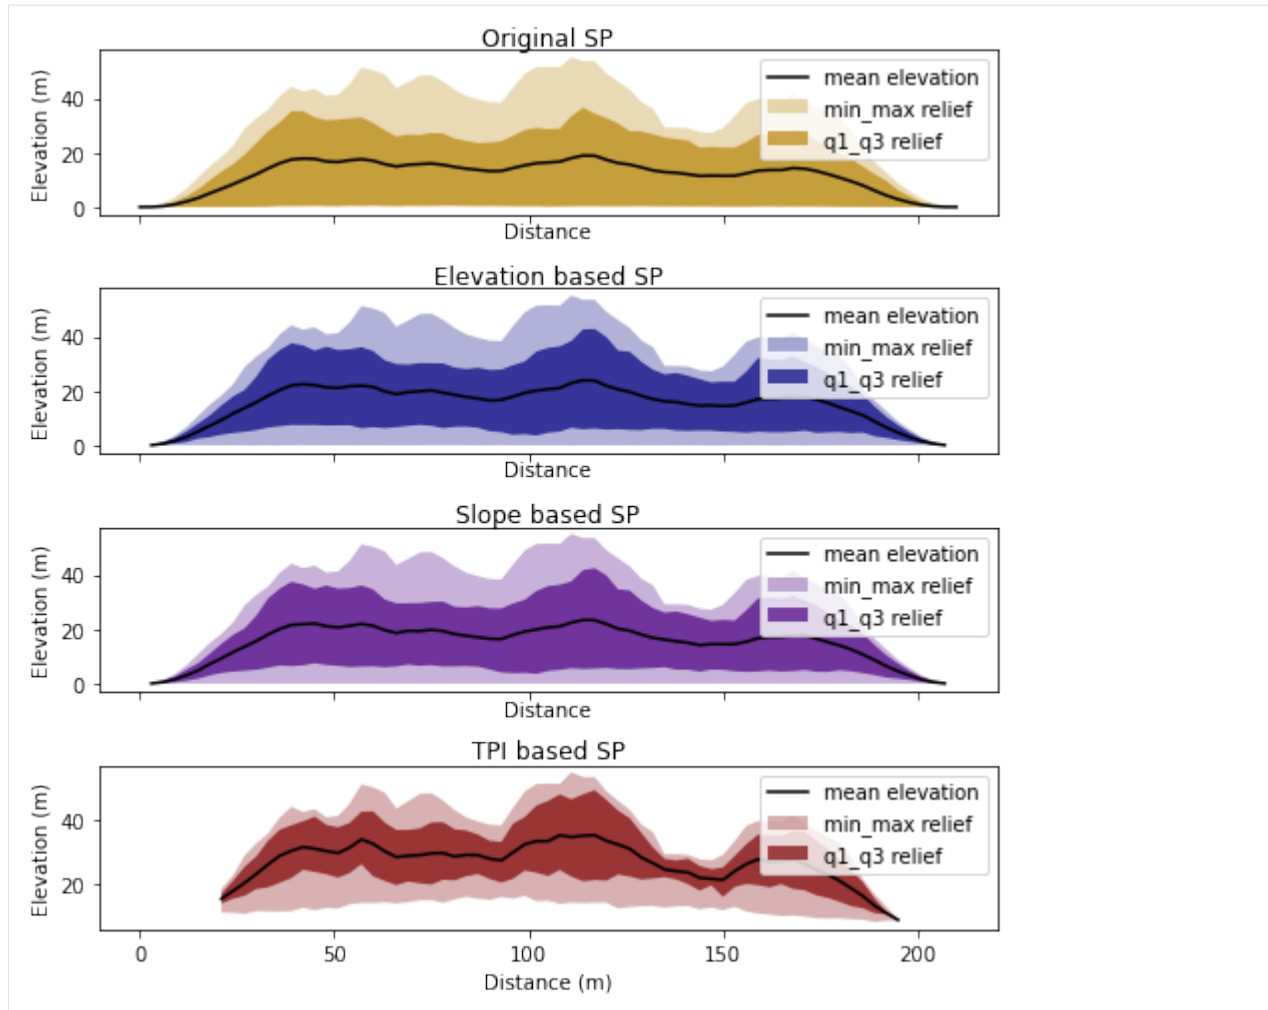 Original SP
Elevation (m)
40
20
0
mean elevation
min_max relief
q1_q3 relief
Distance
Elevation based SP
Elevation (m)
40
20
0
mean elevation
min_max relief
q1_q3 relief
Distance
Slope based SP
Elevation (m)
40
20
0
mean elevation
min_max relief
q1_q3 relief
Distance
TPI based SP
Elevation (m)
40
20
mean elevation
min_max relief
q1_q3 relief
0 50 100 150 200
Distance (m)